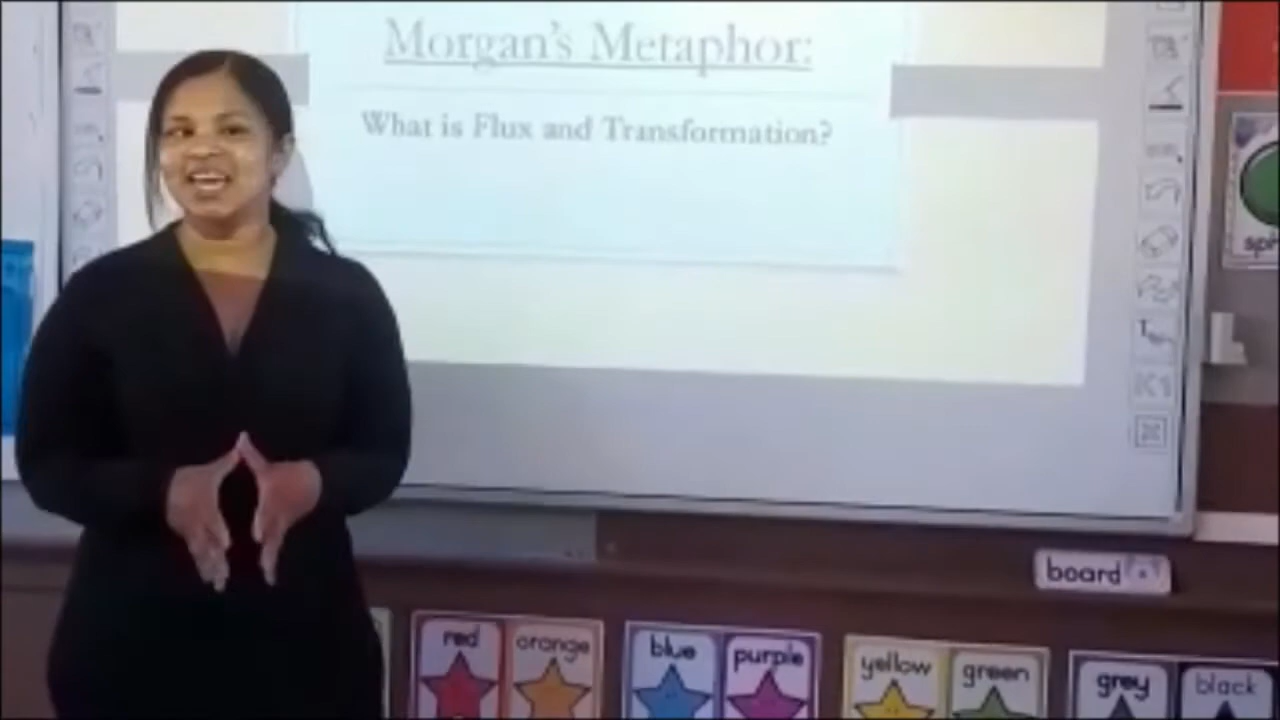 Morgan's Metaphor:
What is Flux and Transformation?
board
red
orange
blue
purple
yellow
green
grey
black